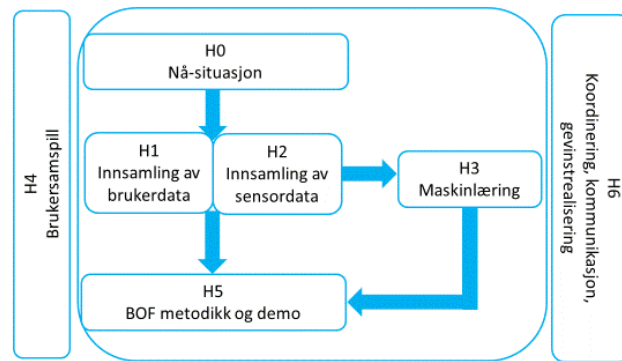 H4
Brukersamspill
H0
Nå-situasjon
H1
Innsamling av
brukerdata
H2
Innsamling av
sensordata
H3
Maskinlæring
H5
BOF metodikk og demo
H6
Koordinering, kommunikasjon,
gevinstrealisering